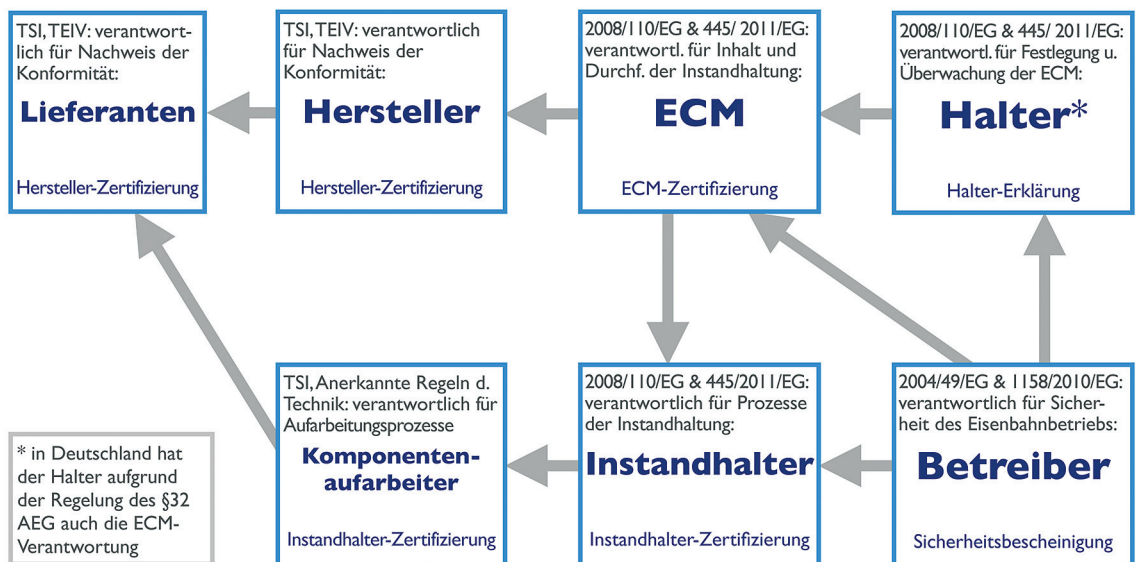 TSI, TEIV: verantwort-
lich für Nachweis der
Konformität:
Lieferanten
Hersteller-Zertifizierung
TSI, TEIV: verantwortlich
für Nachweis der
Konformität:
Hersteller
Hersteller-Zertifizierung
2008/110/EG & 445/ 2011/EG:
verantwortl. für Inhalt und
Durchf. der Instandhaltung:
ECM
ECM-Zertifizierung
2008/110/EG & 445/ 2011/EG:
verantwortl. für Festlegung u.
Überwachung der ECM:
Halter*
Halter-Erklärung
* in Deutschland hat
der Halter aufgrund
der Regelung des §32
AEG auch die ECM-
Verantwortung
TSI, Anerkannte Regeln d.
Technik: verantwortlich für
Aufarbeitungsprozesse
Komponenten-
aufarbeiter
Instandhalter-Zertifizierung
2008/110/EG & 445/2011/EG:
verantwortlich für Prozesse
der Instandhaltung:
Instandhalter
Instandhalter-Zertifizierung
2004/49/EG & 1158/2010/EG:
verantwortlich für Sicher-
heit des Eisenbahnbetriebs:
Betreiber
Sicherheitsbescheinigung